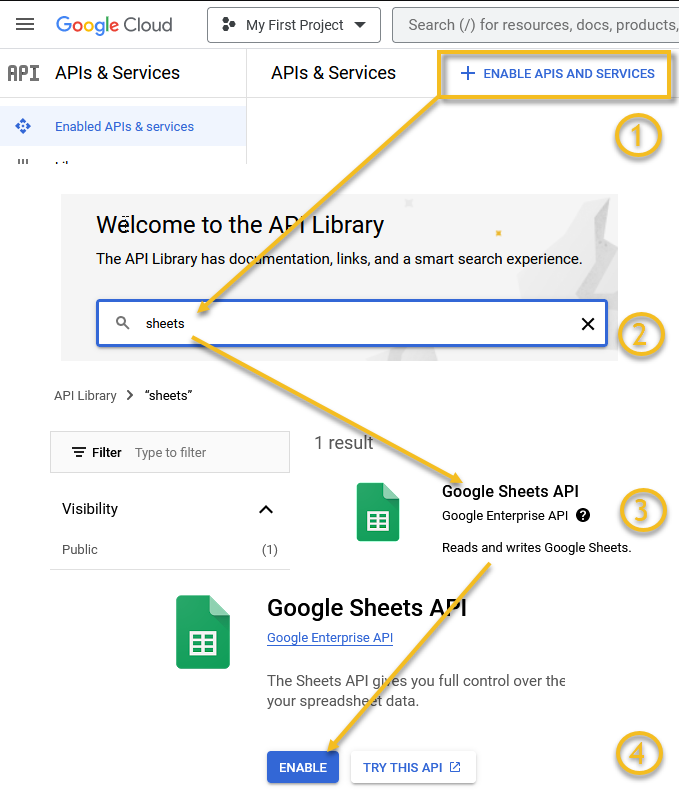 Google Cloud
My First Project
Search (/) for resources, docs, products,
API
APIs & Services
APIs & Services
+ ENABLE APIS AND SERVICES
Enabled APIs & services
1
Welcome to the API Library
The API Library has documentation, links, and a smart search experience.
sheets
2
API Library > “sheets”
Filter Type to filter
1 result
Visibility
Public (1)
Google Sheets API
Google Enterprise API ?
Reads and writes Google Sheets.
3
Google Sheets API
Google Enterprise API
The Sheets API gives you full control over the
your spreadsheet data.
ENABLE
TRY THIS API
4